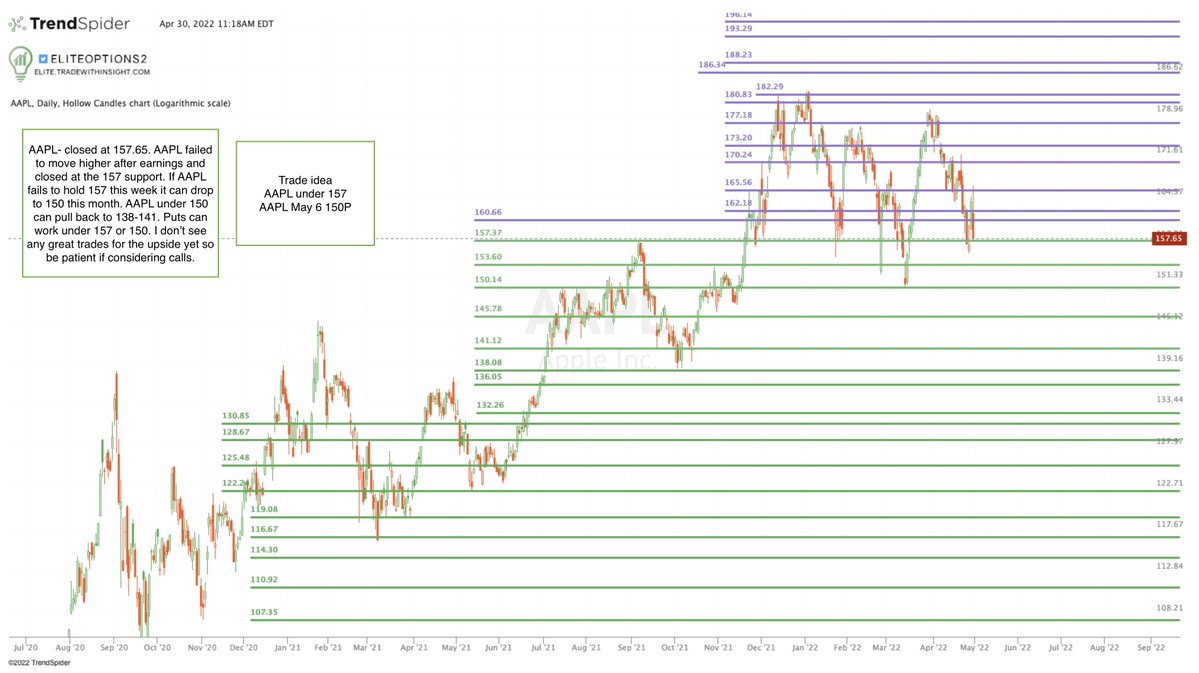 TrendSpider
Apr 30, 2022 11:18AM EDT
ELITEOPTIONS2
ELITE.TRADEWITHINSIGHT.COM
AAPL, Daily, Hollow Candles chart (Logarithmic scale)
AAPL- closed at 157.65. AAPL failed
to move higher after earnings and
closed at the 157 support. If AAPL
fails to hold 157 this week it can drop
to 150 this month. AAPL under 150
can pull back to 138-141. Puts can
work under 157 or 150. I don't see
any great trades for the upside yet so
be patient if considering calls.
Trade idea
AAPL under 157
AAPL May 6 150P
196.14
193.29
188.23
186.34
182.29
180.83
177.18
173.20
170.24
165.56
162.18
160.66
157.37
153.60
150.14
145.78
141.12
138.08
136.05
132.26
130.85
128.67
125.48
122.24
119.08
116.67
114.30
110.92
107.35
AAPL
Apple Inc.
186.62
178.96
171.61
164.57
157.65
151.33
145.12
139.16
133.44
127.97
122.71
117.67
112.84
108.21
Jul '20 Aug '20 Sep '20 Oct '20 Nov '20 Dec '20 Jan '21 Feb '21 Mar '21 Apr '21 May '21 Jun '21 Jul '21 Aug '21 Sep '21 Oct '21 Nov '21 Dec '21 Jan '22 Feb '22 Mar '22 Apr '22 May '22 Jun '22 Jul '22 Aug '22 Sep '22
©2022 TrendSpider